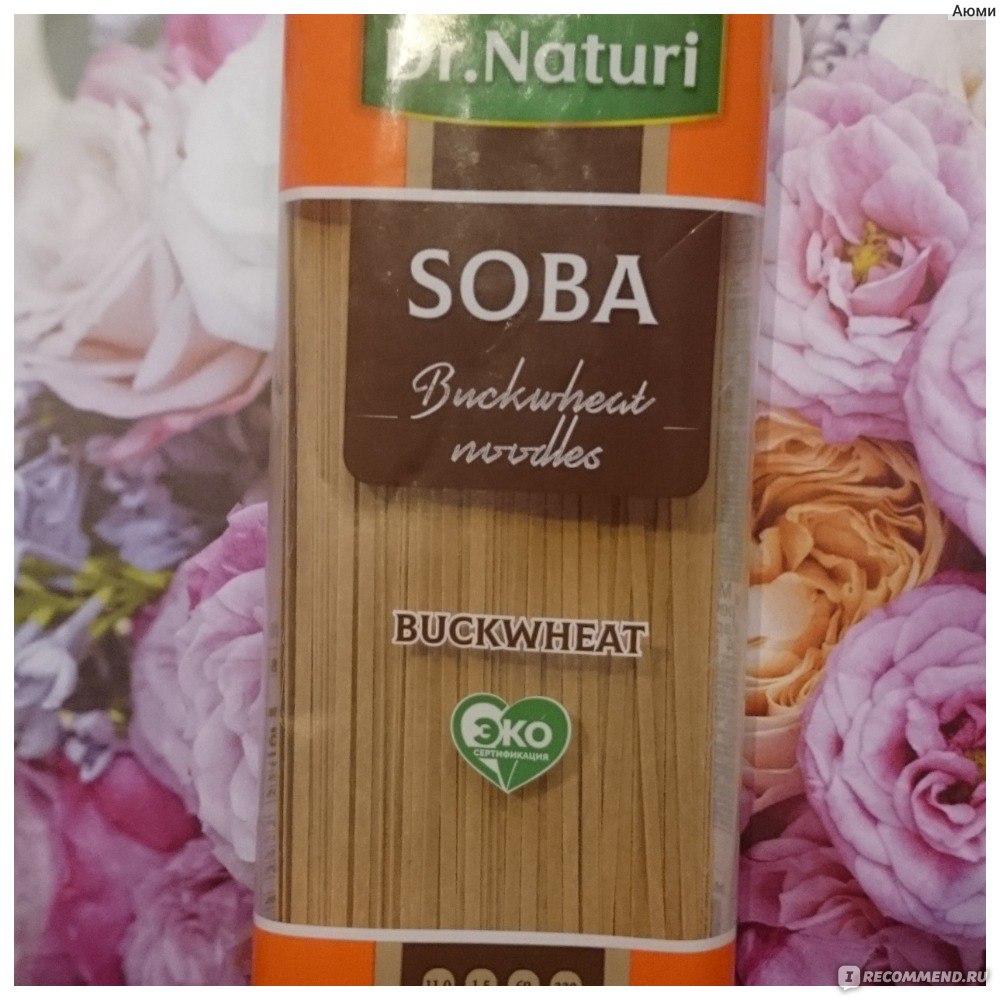 Аюми
Dr.Naturi
SOBA
Buckwheat
noodles
BUCKWHEAT
ЭКО
СЕРТИФИКАЦИЯ
I RECOMMEND.RU